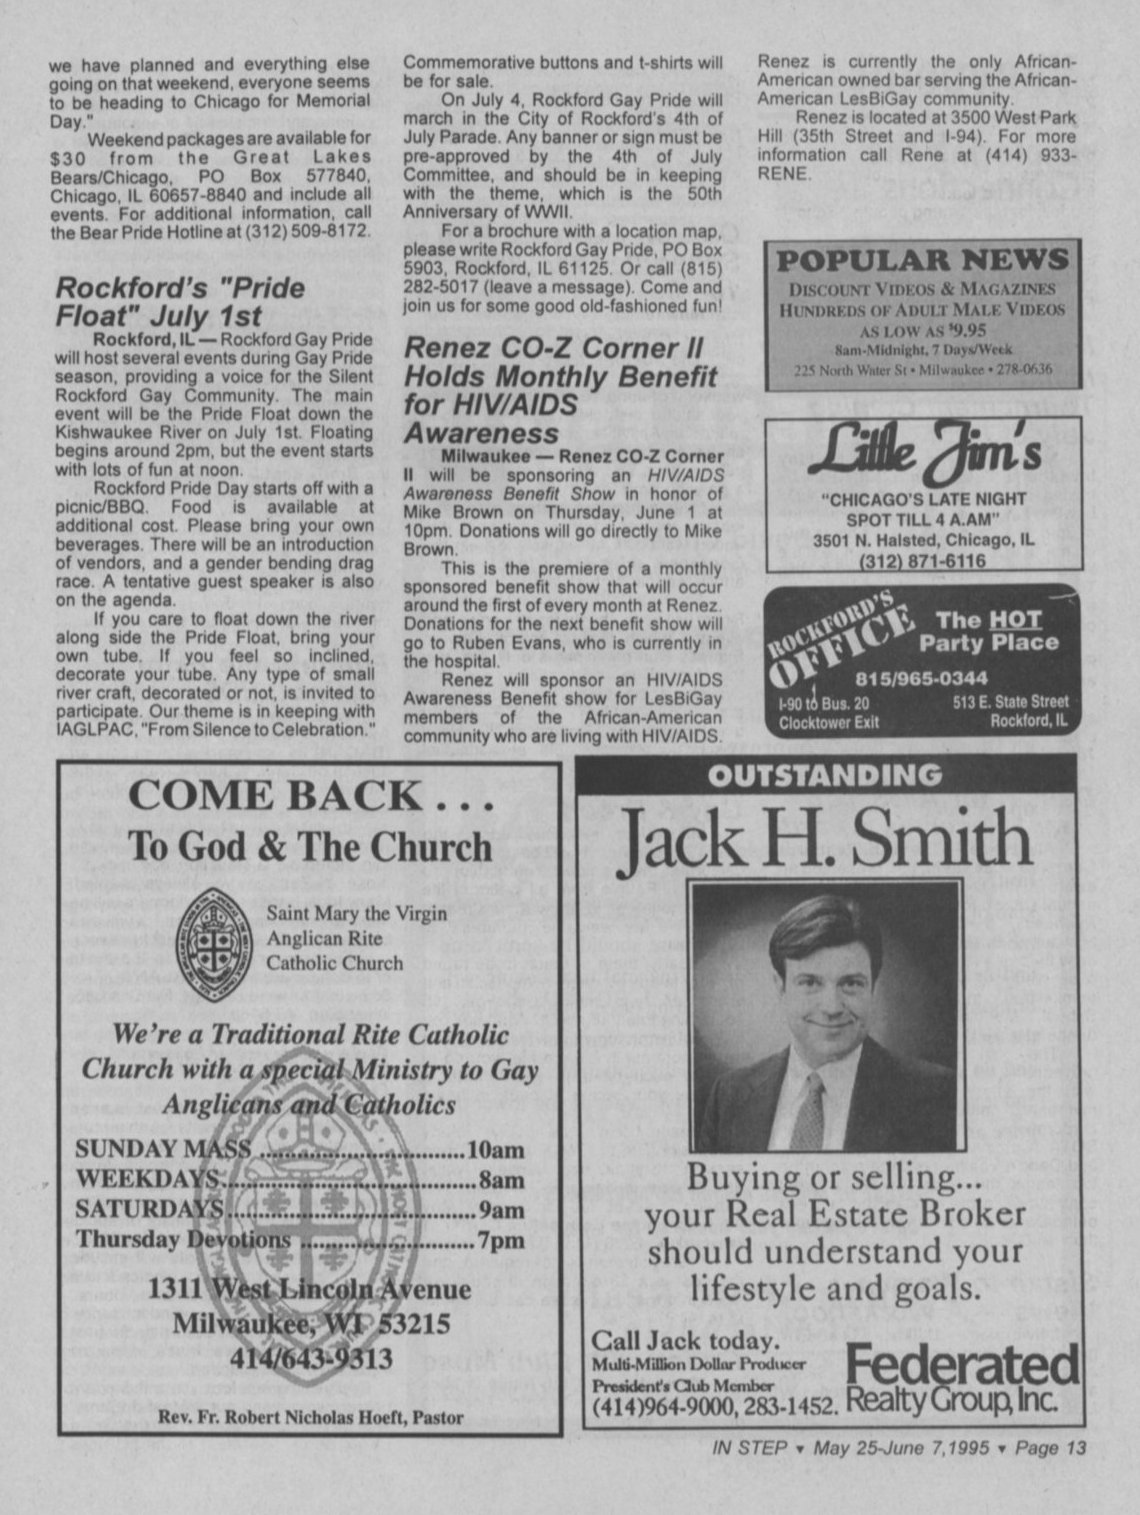 we have planned and everything else
going on that weekend, everyone seems
to be heading to Chicago for Memorial
Day."
Weekend packages are available for
$30 from the Great Lakes
Bears/Chicago, PO Box 577840,
Chicago, IL 60657-8840 and include all
events. For additional information, call
the Bear Pride Hotline at (312) 509-8172.
Rockford's "Pride
Float" July 1st
Rockford, IL — Rockford Gay Pride
will host several events during Gay Pride
season, providing a voice for the Silent
Rockford Gay Community. The main
event will be the Pride Float down the
Kishwaukee River on July 1st. Floating
begins around 2pm, but the event starts
with lots of fun at noon.
Rockford Pride Day starts off with a
picnic/BBQ. Food is available at
additional cost. Please bring your own
beverages. There will be an introduction
of vendors, and a gender bending drag
race. A tentative guest speaker is also
on the agenda.
If you care to float down the river
along side the Pride Float, bring your
own tube. If you feel so inclined,
decorate your tube. Any type of small
river craft, decorated or not, is invited to
participate. Our theme is in keeping with
IAGLPAC, "From Silence to Celebration."
Commemorative buttons and t-shirts will
be for sale.
On July 4, Rockford Gay Pride will
march in the City of Rockford's 4th of
July Parade. Any banner or sign must be
pre-approved by the 4th of July
Committee, and should be in keeping
with the theme, which is the 50th
Anniversary of WWII.
For a brochure with a location map,
please write Rockford Gay Pride, PO Box
5903, Rockford, IL 61125. Or call (815)
282-5017 (leave a message). Come and
join us for some good old-fashioned fun!
Renez CO-Z Corner II
Holds Monthly Benefit
for HIV/AIDS
Awareness
Milwaukee — Renez CO-Z Corner
II will be sponsoring an HIV/AIDS
Awareness Benefit Show in honor of
Mike Brown on Thursday, June 1 at
10pm. Donations will go directly to Mike
Brown.
This is the premiere of a monthly
sponsored benefit show that will occur
around the first of every month at Renez.
Donations for the next benefit show will
go to Ruben Evans, who is currently in
the hospital.
Renez will sponsor an HIV/AIDS
Awareness Benefit show for LesBiGay
members of the African-American
community who are living with HIV/AIDS.
Renez is currently the only African-
American owned bar serving the African-
American LesBiGay community.
Renez is located at 3500 West Park
Hill (35th Street and I-94). For more
information call Rene at (414) 933-
RENE.
POPULAR NEWS
DISCOUNT VIDEOS & MAGAZINES
HUNDREDS OF ADULT MALE VIDEOS
AS LOW AS $9.95
8am-Midnight, 7 Days/Week
225 North Water St • Milwaukee • 278-0636
Little Jim's
"CHICAGO'S LATE NIGHT
SPOT TILL 4 A.AM"
3501 N. Halsted, Chicago, IL
(312) 871-6116
ROCKFORD'S
OFFICE
The HOT
Party Place
815/965-0344
I-90 to Bus. 20
Clocktower Exit
513 E. State Street
Rockford, IL
COME BACK . . .
To God & The Church
Saint Mary the Virgin
Anglican Rite
Catholic Church
We're a Traditional Rite Catholic
Church with a special Ministry to Gay
Anglicans and Catholics
SUNDAY MASS ..............................10am
WEEKDAYS.....................................8am
SATURDAYS....................................9am
Thursday Devotions .........................7pm
1311 West Lincoln Avenue
Milwaukee, WI 53215
414/643-9313
Rev. Fr. Robert Nicholas Hoeft, Pastor
OUTSTANDING
Jack H. Smith
Buying or selling...
your Real Estate Broker
should understand your
lifestyle and goals.
Call Jack today.
Multi-Million Dollar Producer
President's Club Member
(414)964-9000, 283-1452.
Federated
Realty Group, Inc.
IN STEP ▼ May 25-June 7, 1995 ▼ Page 13